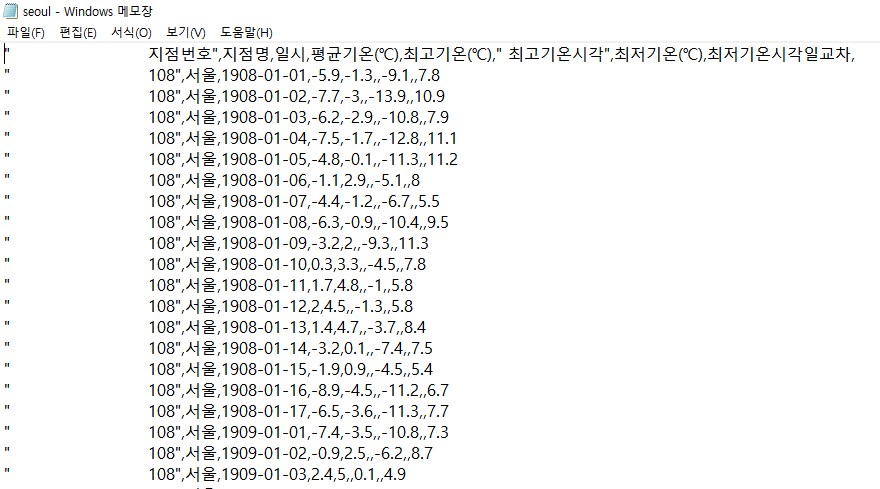 seoul - Windows 메모장
파일(F) 편집(E) 서식(O) 보기(V) 도움말(H)
" 지점번호",지점명,일시,평균기온(℃),최고기온(℃)," 최고기온시각",최저기온(℃),최저기온시각일교차,
" 108",서울,1908-01-01,-5.9,-1.3,,-9.1,,7.8
" 108",서울,1908-01-02,-7.7,-3,,-13.9,,10.9
" 108",서울,1908-01-03,-6.2,-2.9,,-10.8,,7.9
" 108",서울,1908-01-04,-7.5,-1.7,,-12.8,,11.1
" 108",서울,1908-01-05,-4.8,-0.1,,-11.3,,11.2
" 108",서울,1908-01-06,-1.1,2.9,,-5.1,,8
" 108",서울,1908-01-07,-4.4,-1.2,,-6.7,,5.5
" 108",서울,1908-01-08,-6.3,-0.9,,-10.4,,9.5
" 108",서울,1908-01-09,-3.2,2,,-9.3,,11.3
" 108",서울,1908-01-10,0.3,3.3,,-4.5,,7.8
" 108",서울,1908-01-11,1.7,4.8,,-1,,5.8
" 108",서울,1908-01-12,2,4.5,,-1.3,,5.8
" 108",서울,1908-01-13,1.4,4.7,,-3.7,,8.4
" 108",서울,1908-01-14,-3.2,0.1,,-7.4,,7.5
" 108",서울,1908-01-15,-1.9,0.9,,-4.5,,5.4
" 108",서울,1908-01-16,-8.9,-4.5,,-11.2,,6.7
" 108",서울,1908-01-17,-6.5,-3.6,,-11.3,,7.7
" 108",서울,1909-01-01,-7.4,-3.5,,-10.8,,7.3
" 108",서울,1909-01-02,-0.9,2.5,,-6.2,,8.7
" 108",서울,1909-01-03,2.4,5,,0.1,,4.9